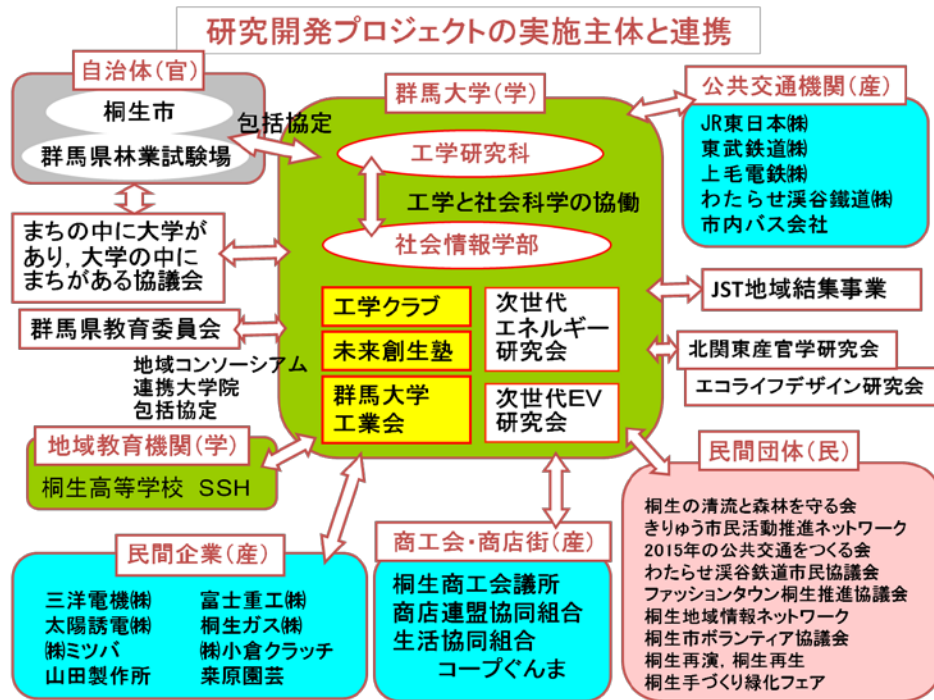 研究開発プロジェクトの実施主体と連携
自治体(官)
桐生市
群馬県林業試験場
包括協定
群馬大学(学)
工学研究科
工学と社会科学の協働
社会情報学部
工学クラブ
未来創生塾
群馬大学
工業会
次世代
エネルギー
研究会
次世代EV
研究会
公共交通機関(産)
JR東日本㈱
東武鉄道㈱
上毛電鉄㈱
わたらせ渓谷鐵道㈱
市内バス会社
まちの中に大学が
あり,大学の中に
まちがある協議会
群馬県教育委員会
地域コンソーシアム
連携大学院
包括協定
JST地域結集事業
北関東産官学研究会
エコライフデザイン研究会
地域教育機関(学)
桐生高等学校 SSH
民間企業(産)
三洋電機㈱
太陽誘電㈱
㈱ミツバ
山田製作所
富士重工㈱
桐生ガス㈱
㈱小倉クラッチ
桒原園芸
商工会・商店街(産)
桐生商工会議所
商店連盟協同組合
生活協同組合
コープぐんま
民間団体(民)
桐生の清流と森林を守る会
きりゅう市民活動推進ネットワーク
2015年の公共交通をつくる会
わたらせ渓谷鉄道市民協議会
ファッションタウン桐生推進協議会
桐生地域情報ネットワーク
桐生市ボランティア協議会
桐生再演,桐生再生
桐生手づくり緑化フェア